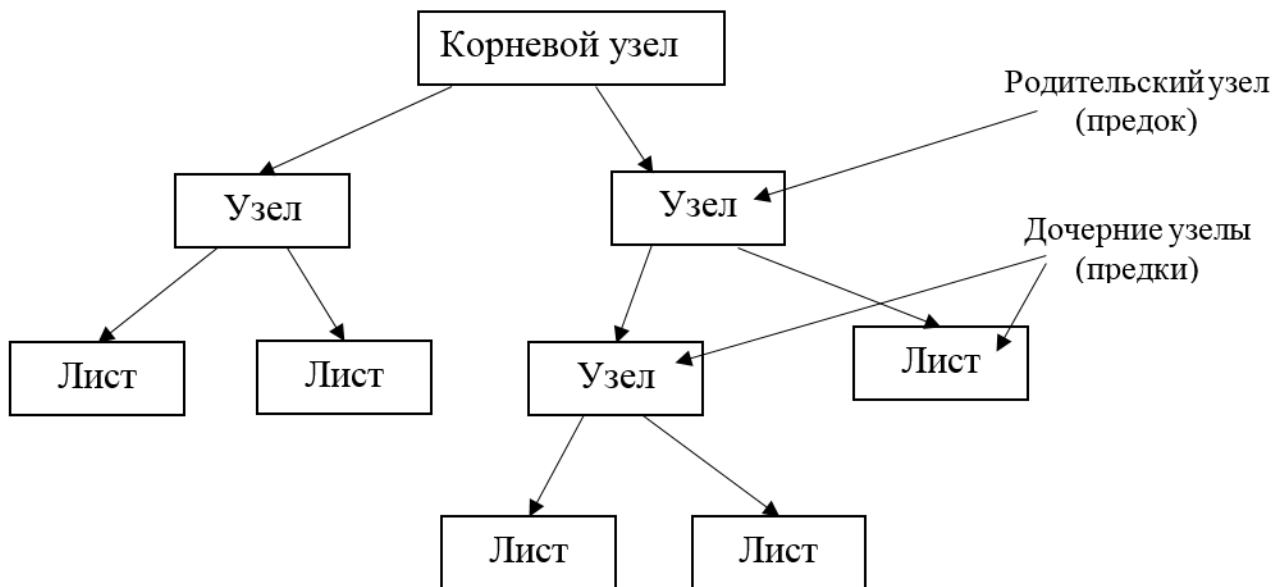 Корневой узел
Родительский узел
(предок)
Узел
Узел
Дочерние узелы
(предки)
Лист
Лист
Узел
Лист
Лист
Лист